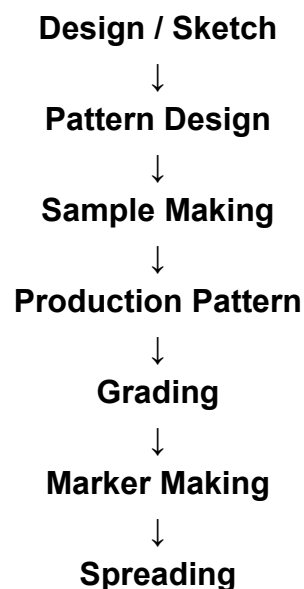 Design / Sketch
↓
Pattern Design
↓
Sample Making
↓
Production Pattern
↓
Grading
↓
Marker Making
↓
Spreading